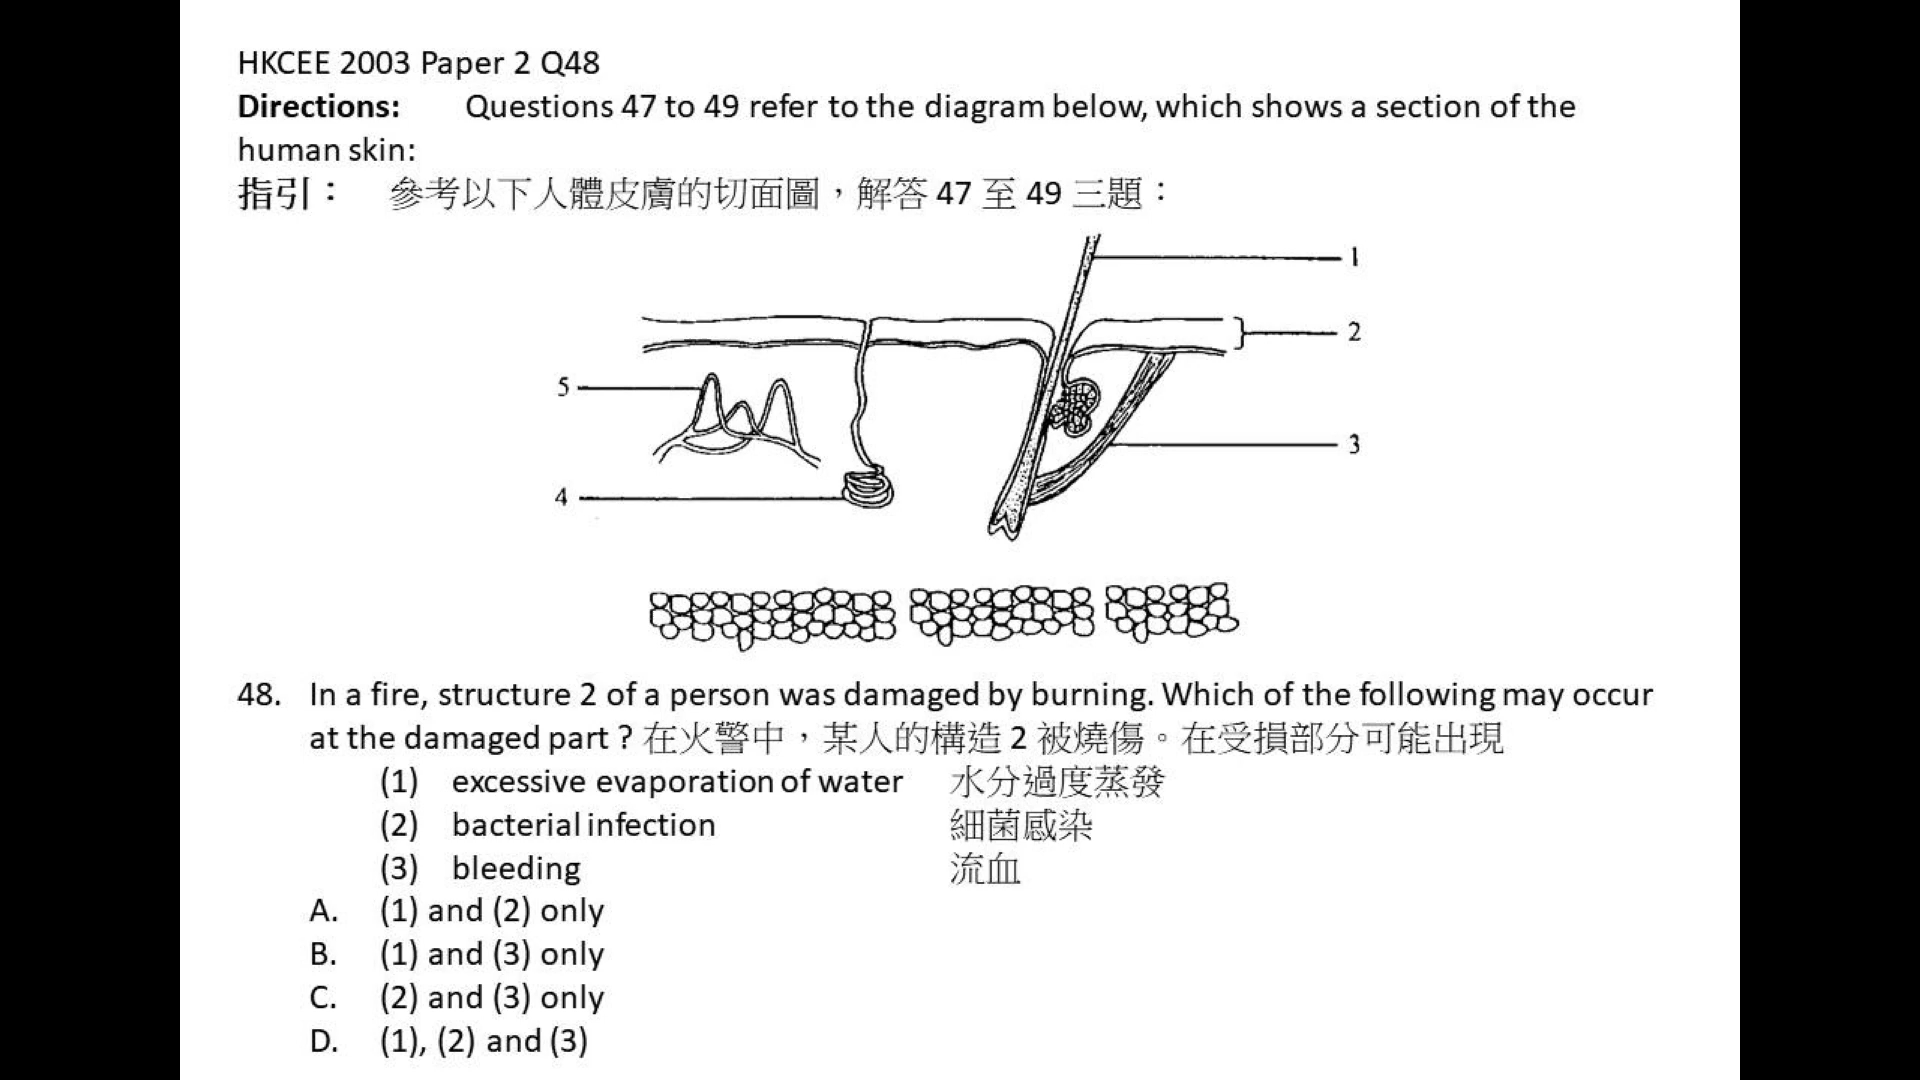 HKCEE 2003 Paper 2 Q48
Directions: Questions 47 to 49 refer to the diagram below, which shows a section of the
human skin:
指引： 參考以下人體皮膚的切面圖，解答 47 至 49 三題：
1
2
5
3
4
48. In a fire, structure 2 of a person was damaged by burning. Which of the following may occur
at the damaged part ? 在火警中，某人的構造 2 被燒傷。在受損部分可能出現
(1) excessive evaporation of water 水分過度蒸發
(2) bacterial infection 細菌感染
(3) bleeding 流血
A. (1) and (2) only
B. (1) and (3) only
C. (2) and (3) only
D. (1), (2) and (3)